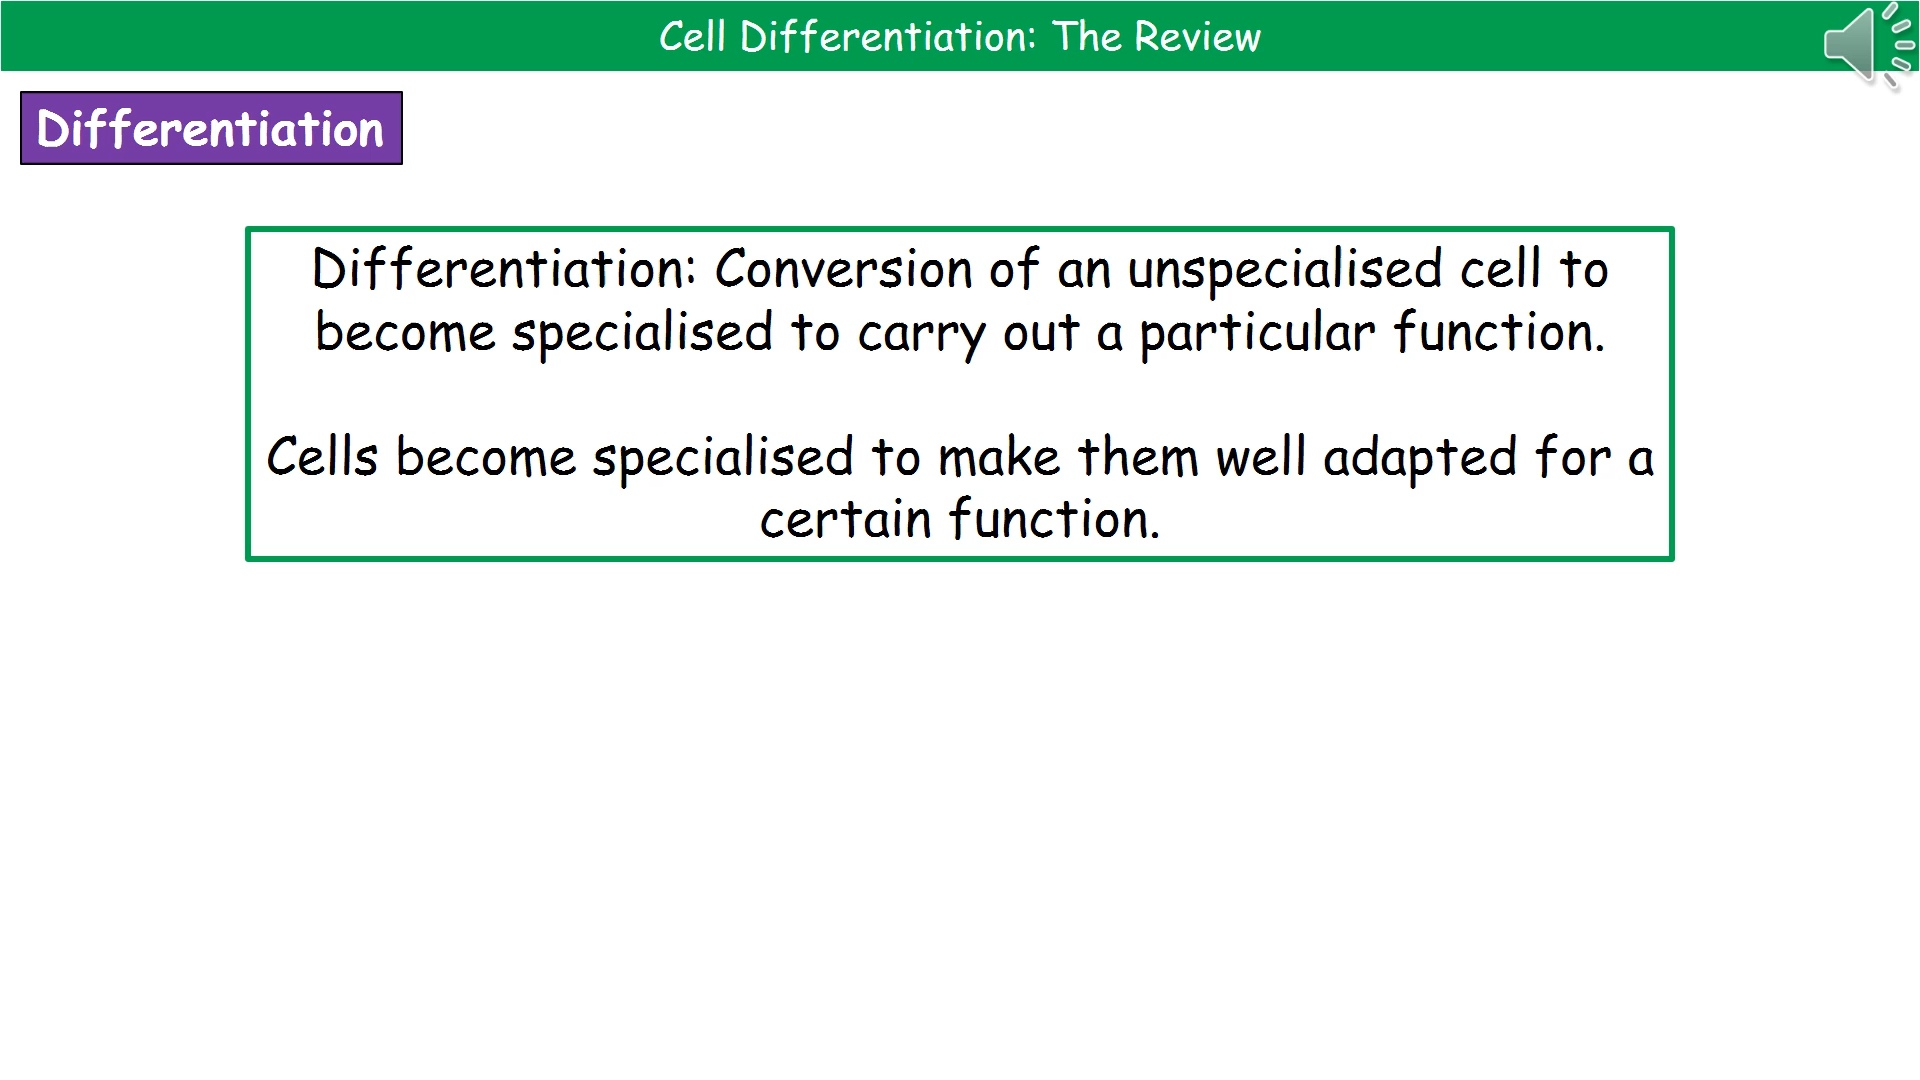 Cell Differentiation: The Review
Differentiation
Differentiation: Conversion of an unspecialised cell to
become specialised to carry out a particular function.
Cells become specialised to make them well adapted for a
certain function.